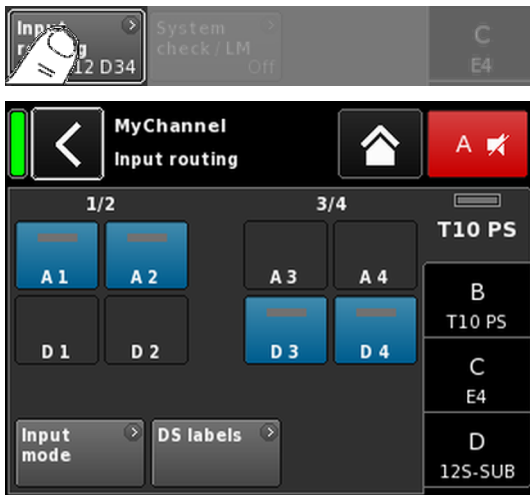 Input
System
check / LM
12 D34
Off
C
E4
MyChannel
Input routing
A
1/2
3/4
T10 PS
A 1
A 2
A 3
A 4
B
T10 PS
D 1
D 2
D 3
D 4
C
E4
Input
mode
DS labels
D
12S-SUB